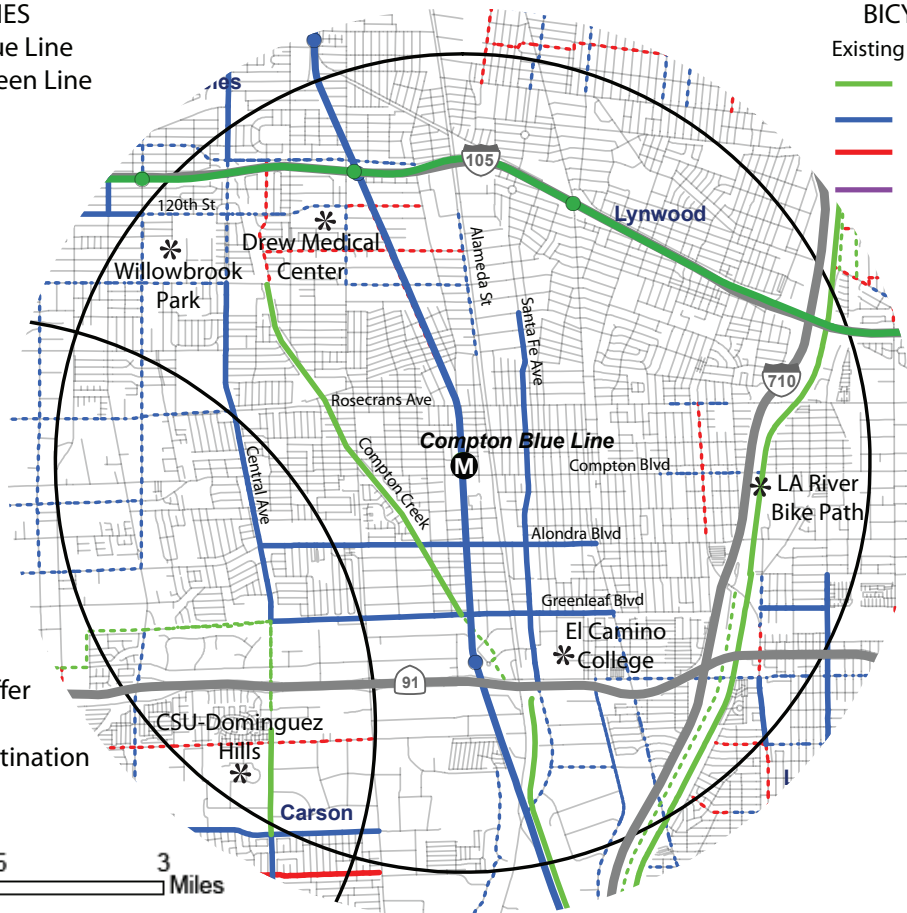 IES
ue Line
een Line
BICY
Existing
les
105
120th St
Lynwood
Drew Medical
Center
Willowbrook
Park
Alameda St
Santa Fe Ave
710
Rosecrans Ave
Compton Blue Line
M
Compton Blvd
Compton Creek
Central Ave
LA River
Bike Path
Alondra Blvd
Greenleaf Blvd
El Camino
College
91
ffer
CSU-Dominguez
Hills
tination
Carson
5
3
Miles